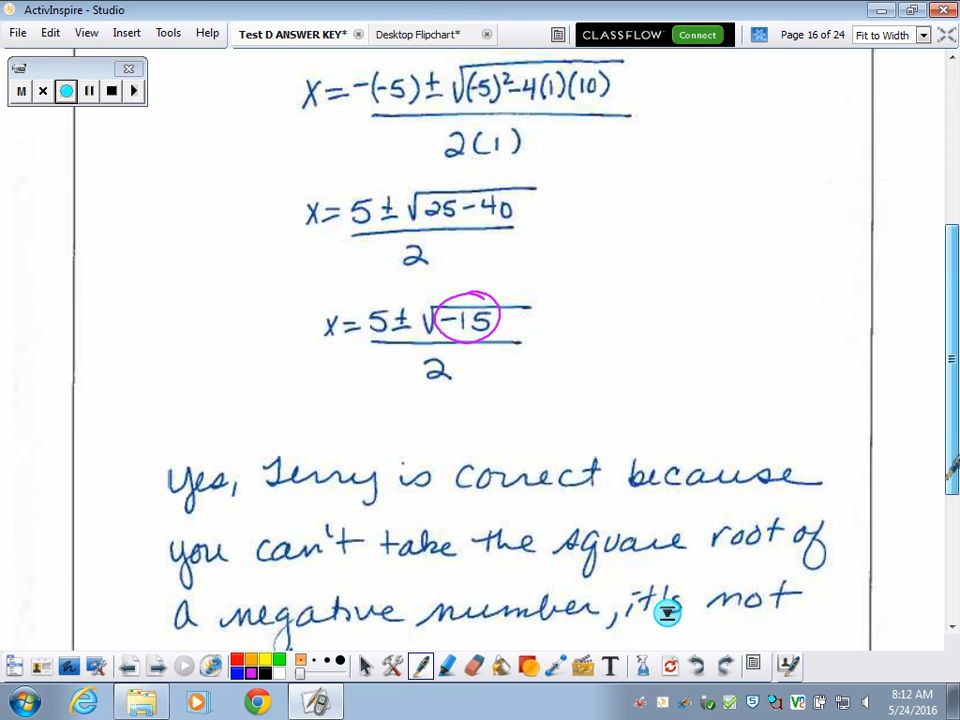 ActivInspire - Studio
File Edit View Insert Tools Help Test D ANSWER KEY* Desktop Flipchart* CLASSFLOW Connect Page 16 of 24 Fit to Width
M
x = -(-5) ± √(-5)²-4(1)(10)
2(1)
x = 5 ± √25-40
2
x = 5 ± √-15
2
Yes, Jerry is correct because
you can't take the square root of
a negative number, it's not
T
8:12 AM
5/24/2016